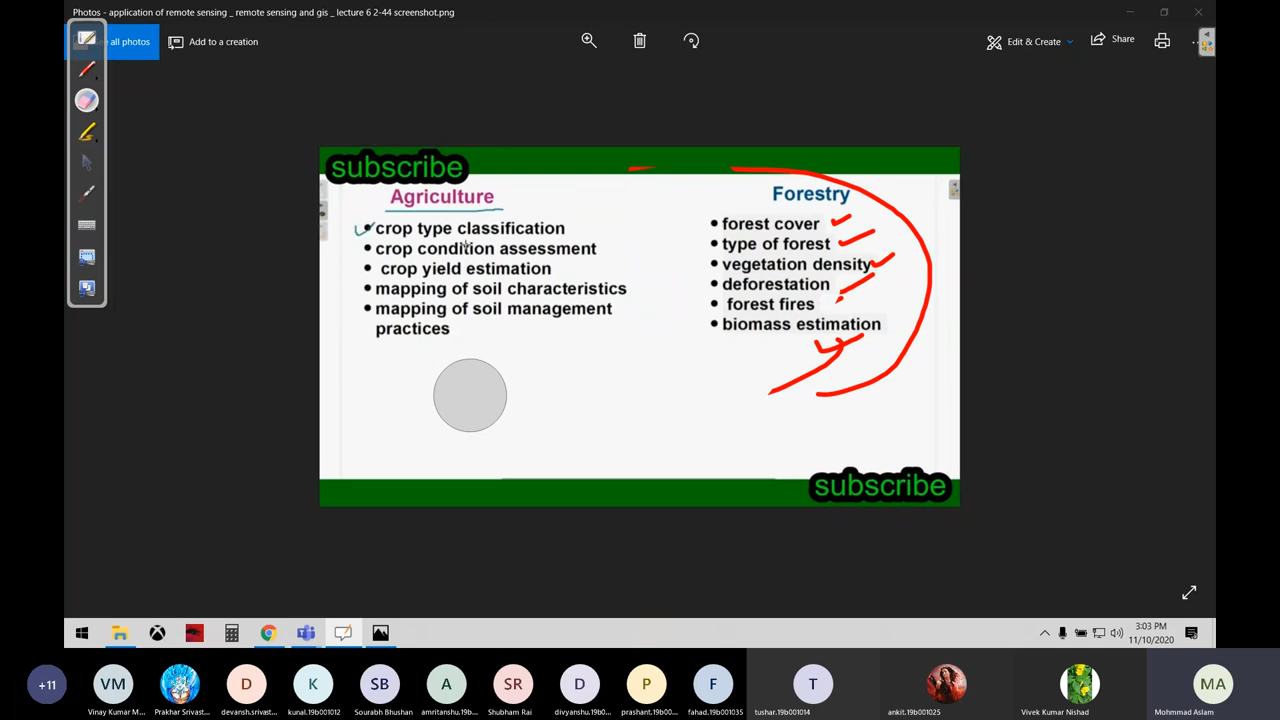 Photos - application of remote sensing _ remote sensing and gis _ lecture 6 2-44 screenshot.png
all photos
Add to a creation
Edit & Create
Share
subscribe
Agriculture
• crop type classification
• crop condition assessment
• crop yield estimation
• mapping of soil characteristics
• mapping of soil management
practices
Forestry
• forest cover
• type of forest
• vegetation density
• deforestation
• forest fires
• biomass estimation
subscribe
3:03 PM
11/10/2020
+11
VM
D
K
SB
A
SR
D
P
F
T
MA
Vinay Kumar M...
Prakhar Srivast...
devansh.srivast...
kunal.19b001012
Sourabh Bhushan
amritanshu.19b...
Shubham Rai
divyanshu.19b0...
prashant.19b00...
fahad.19b001035
tushar.19b001014
ankit.19b001025
Vivek Kumar Nishad
Mohmmad Aslam